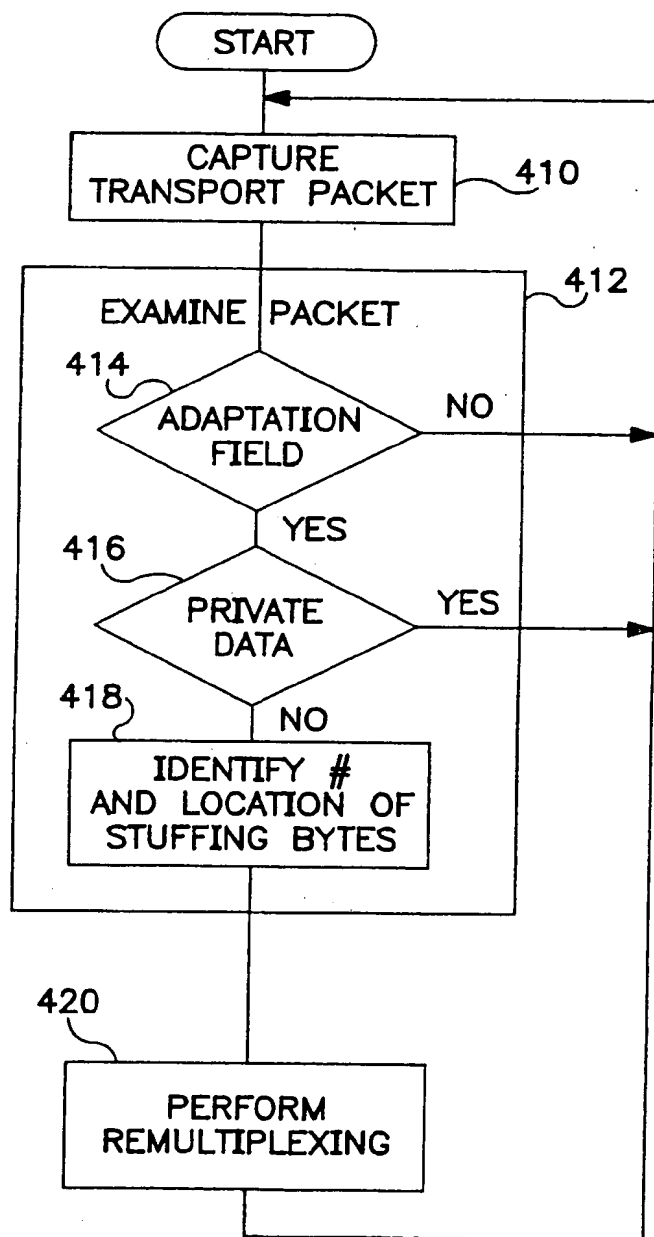 START
CAPTURE
TRANSPORT PACKET
410
412
EXAMINE PACKET
414
ADAPTATION
FIELD
NO
YES
416
PRIVATE
DATA
YES
418
NO
IDENTIFY #
AND LOCATION OF
STUFFING BYTES
420
PERFORM
REMULTIPLEXING